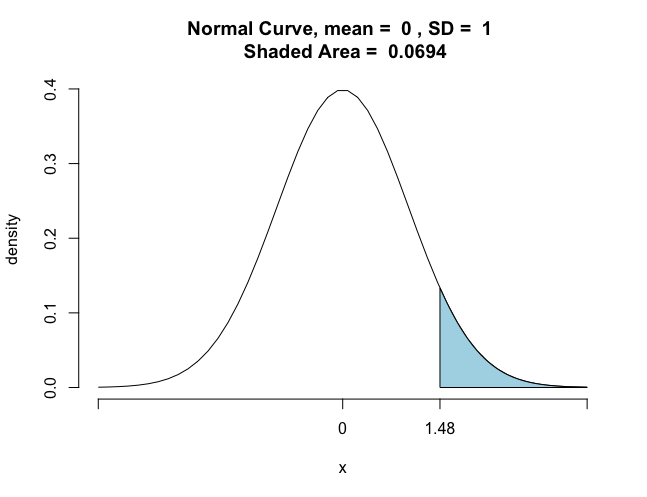 Normal Curve, mean =  0 , SD =  1
Shaded Area =  0.0694
0.4
0.3
0.2
0.1
0.0
density
0
1.48
x